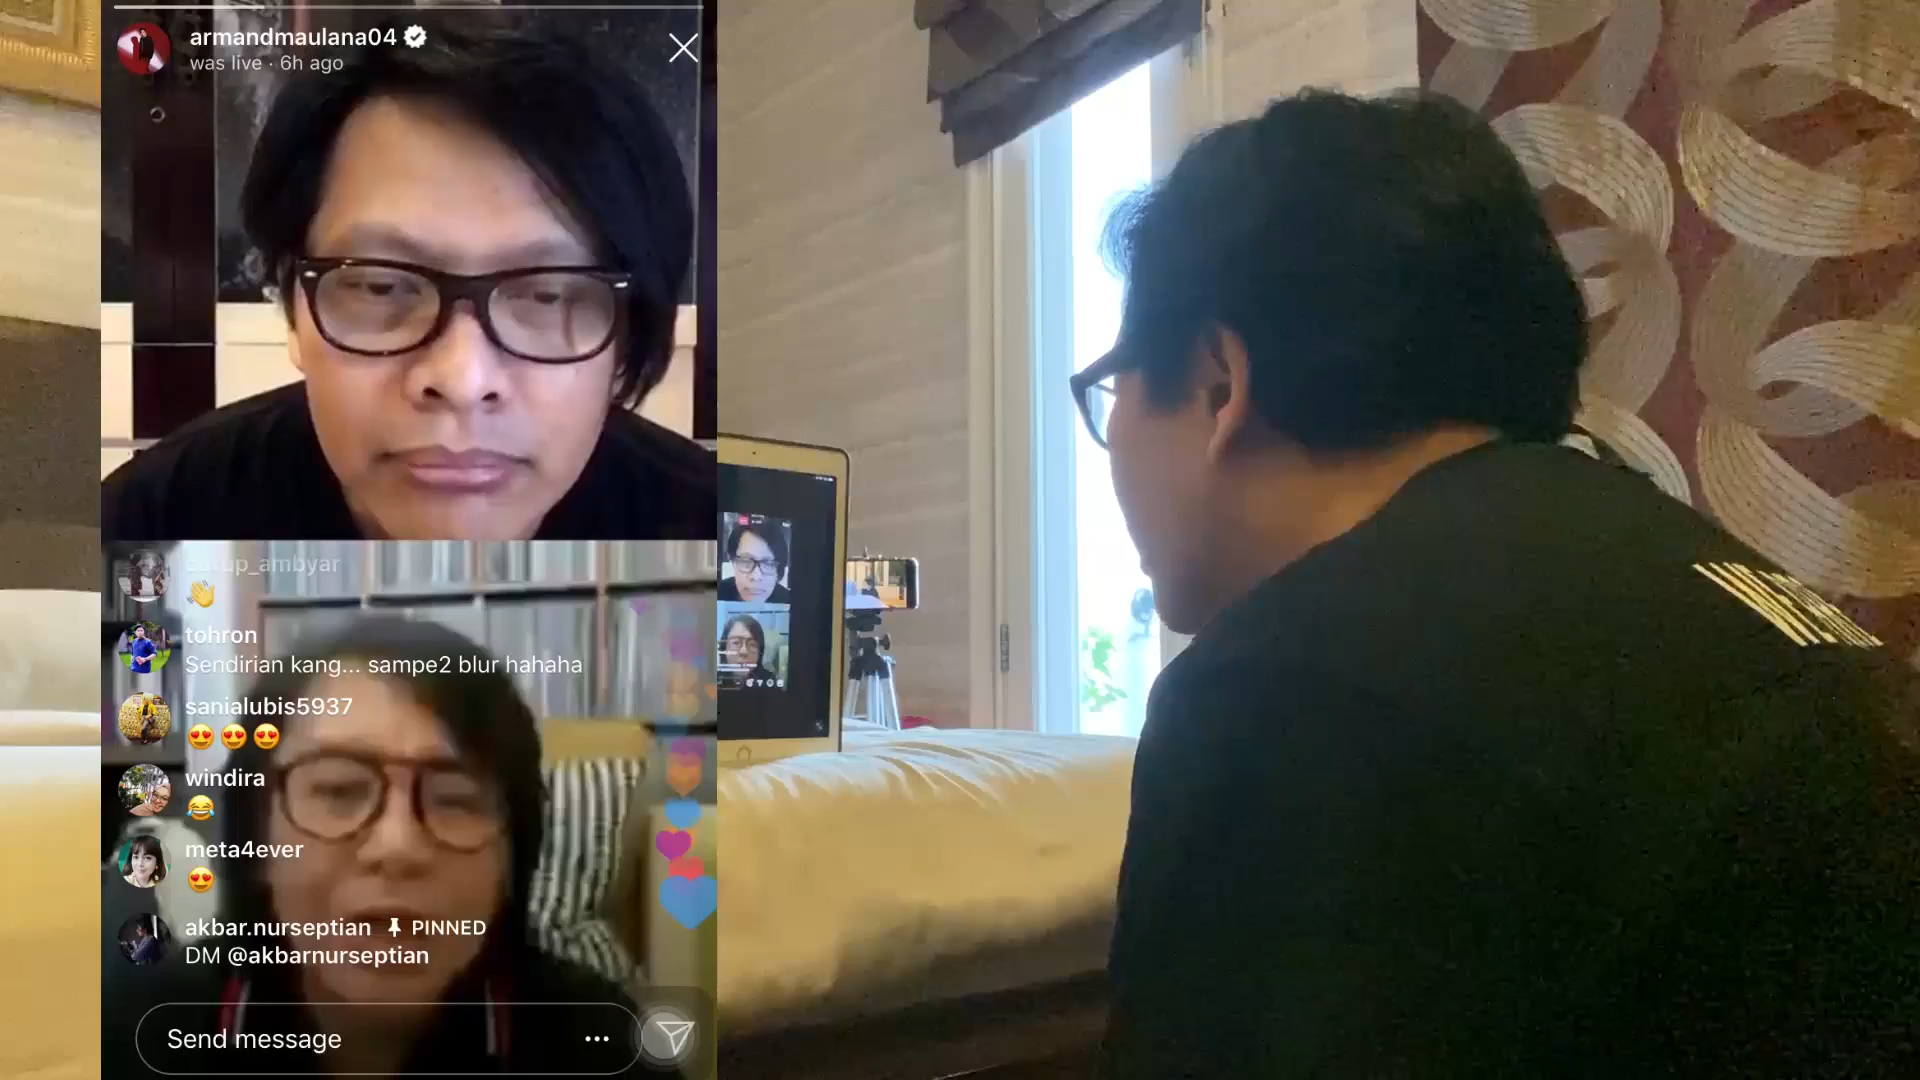 armandmaulana04
was live · 6h ago
cukup_ambyar
👋
tohron
Sendirian kang... sampe2 blur hahaha
sanialubis5937
😍😍😍
windira
😂
meta4ever
😍
akbar.nurseptian PINNED
DM @akbarnurseptian
Send message